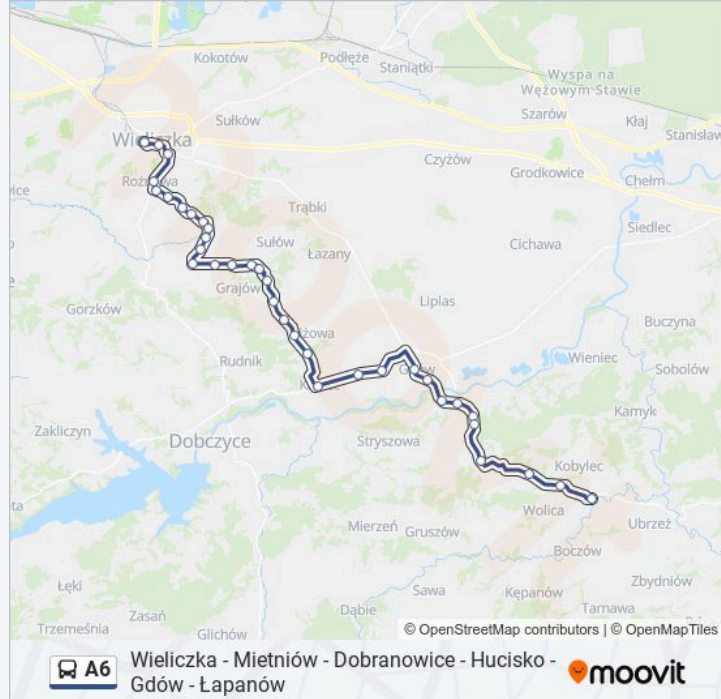 Kokotów
Podłęże
Staniątki
Wyspa na
Wężowym Stawie
Szarów
Kłaj
Stanisław
Sułków
Wieliczka
Czyżów
Grodkowice
Chełm
Trąbki
Siedlec
Sułów
Łazany
Cichawa
Grajów
Gorzków
Liplas
Buczyna
Rudnik
Wieniec
Sobolów
Kamyk
Zakliczyn
Dobczyce
Stryszowa
Kobylec
Wolica
Ubrzeż
Mierzeń
Gruszów
Boczów
Zbydniów
Łęki
Sawa
Kępanów
Tarnawa
Zasań
Dąbie
Trzemeśnia
Glichów
© OpenStreetMap contributors | © OpenMapTiles
A6
Wieliczka - Mietniów - Dobranowice - Hucisko -
Gdów - Łapanów
moovit